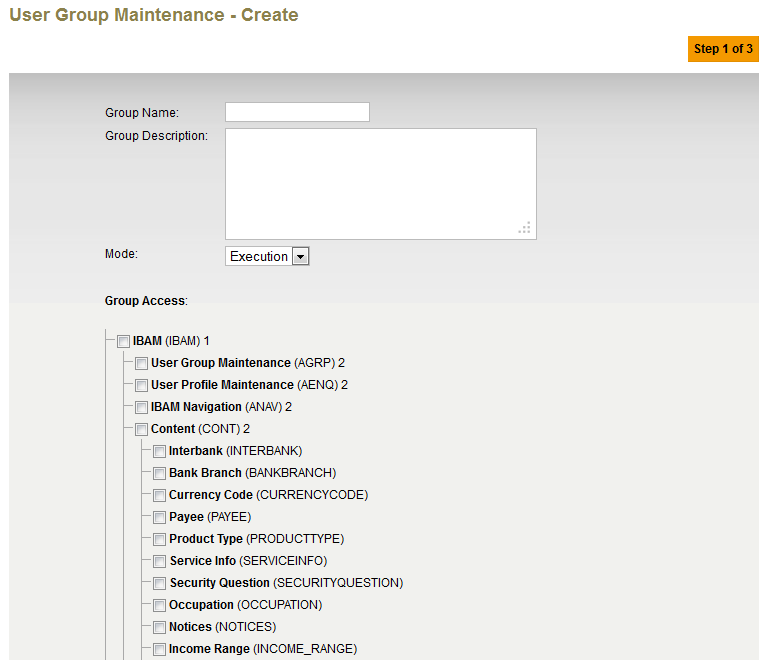 User Group Maintenance - Create
Step 1 of 3
Group Name:
Group Description:
Mode:
Execution
Group Access:
IBAM (IBAM) 1
User Group Maintenance (AGRP) 2
User Profile Maintenance (AENQ) 2
IBAM Navigation (ANAV) 2
Content (CONT) 2
Interbank (INTERBANK)
Bank Branch (BANKBRANCH)
Currency Code (CURRENCYCODE)
Payee (PAYEE)
Product Type (PRODUCTTYPE)
Service Info (SERVICEINFO)
Security Question (SECURITYQUESTION)
Occupation (OCCUPATION)
Notices (NOTICES)
Income Range (INCOME_RANGE)